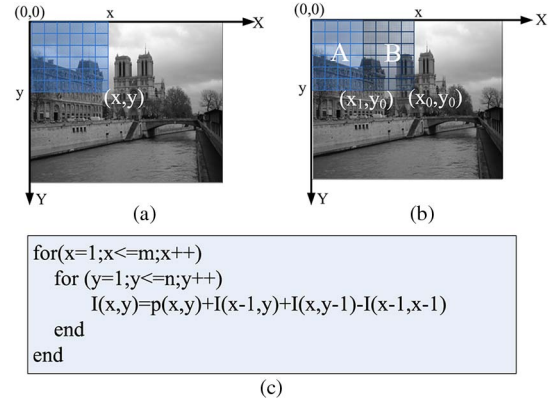 (0,0)
x
X
y
(x,y)
Y
(a)
(0,0)
x
X
A
B
y
(x₁,y₀)
(x₀,y₀)
Y
(b)
for(x=1;x<=m;x++)
for (y=1;y<=n;y++)
I(x,y)=p(x,y)+I(x-1,y)+I(x,y-1)-I(x-1,x-1)
end
end
(c)